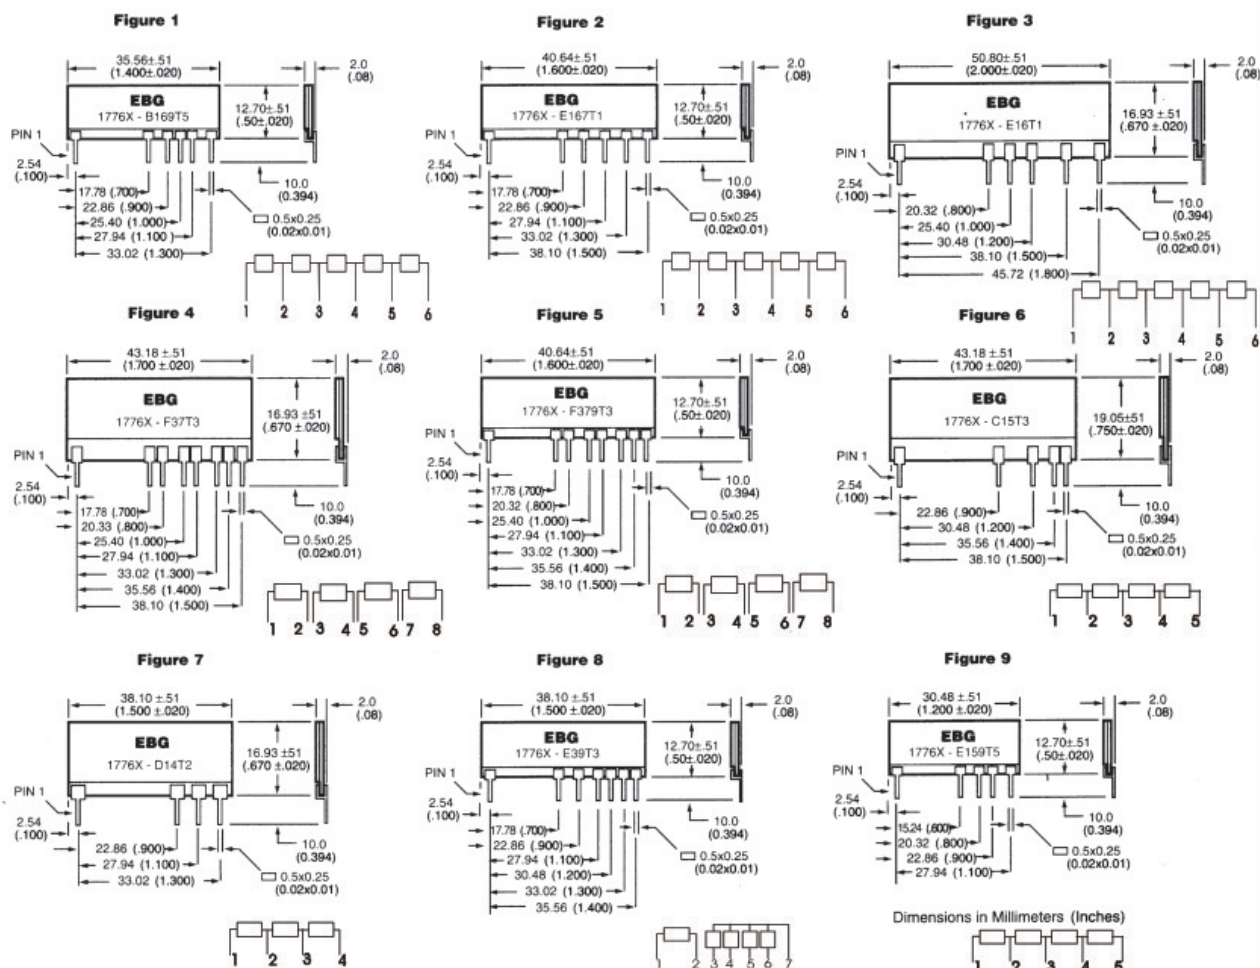 Figure 1
35.56±.51
(1.400±.020)
2.0
(.08)
EBG
1776X - B169T5
12.70±.51
(.50±.020)
PIN 1
2.54
(.100)
10.0
(0.394)
17.78 (.700)
22.86 (.900)
25.40 (1.000)
27.94 (1.100 )
33.02 (1.300)
0.5x0.25
(0.02x0.01)
1 2 3 4 5 6
Figure 2
40.64±.51
(1.600±.020)
2.0
(.08)
EBG
1776X - E167T1
12.70±.51
(.50±.020)
PIN 1
2.54
(.100)
10.0
(0.394)
17.78 (.700)
22.86 (.900)
27.94 (1.100)
33.02 (1.300)
38.10 (1.500)
0.5x0.25
(0.02x0.01)
1 2 3 4 5 6
Figure 3
50.80±.51
(2.000±.020)
2.0
(.08)
EBG
1776X - E16T1
16.93±.51
(.670 ±.020)
PIN 1
2.54
(.100)
10.0
(0.394)
20.32 (.800)
25.40 (1.000)
30.48 (1.200)
38.10 (1.500)
45.72 (1.800)
0.5x0.25
(0.02x0.01)
1 2 3 4 5 6
Figure 4
43.18 ±.51
(1.700 ±.020)
2.0
(.08)
EBG
1776X - F37T3
16.93 ±51
(.670 ±.020)
PIN 1
2.54
(.100)
10.0
(0.394)
17.78 (.700)
20.33 (.800)
25.40 (1.000)
27.94 (1.100)
33.02 (1.300)
35.56 (1.400)
38.10 (1.500)
0.5x0.25
(0.02x0.01)
1 2 3 4 5 6 7 8
Figure 5
40.64±.51
(1.600±.020)
2.0
(.08)
EBG
1776X - F379T3
12.70±.51
(.50±.020)
PIN 1
2.54
(.100)
10.0
(0.394)
17.78 (.700)
20.32 (.800)
25.40 (1.000)
27.94 (1.100)
33.02 (1.300)
35.56 (1.400)
38.10 (1.500)
0.5x0.25
(0.02x0.01)
1 2 3 4 5 6 7 8
Figure 6
43.18±.51
(1.700 ±.020)
2.0
(.08)
EBG
1776X - C15T3
19.05±51
(.750±.020)
PIN 1
2.54
(.100)
10.0
(0.394)
22.86 (.900)
30.48 (1.200)
35.56 (1.400)
38.10 (1.500)
0.5x0.25
(0.02x0.01)
1 2 3 4 5
Figure 7
38.10 ±.51
(1.500 ±.020)
2.0
(.08)
EBG
1776X - D14T2
16.93 ±51
(.670 ±.020)
PIN 1
2.54
(.100)
10.0
(0.394)
22.86 (.900)
27.94 (1.100)
33.02 (1.300)
0.5x0.25
(0.02x0.01)
1 2 3 4
Figure 8
38.10 ±.51
(1.500 ±.020)
2.0
(.08)
EBG
1776X - E39T3
12.70±.51
(.50±.020)
PIN 1
2.54
(.100)
10.0
(0.394)
17.78 (.700)
22.86 (.900)
27.94 (1.100)
30.48 (1.200)
33.02 (1.300)
35.56 (1.400)
0.5x0.25
(0.02x0.01)
1 2 3 4 5 6 7
Figure 9
30.48 ±.51
(1.200 ±.020)
2.0
(.08)
EBG
1776X - E159T5
12.70±.51
(.50±.020)
PIN 1
2.54
(.100)
10.0
(0.394)
15.24 (.600)
20.32 (.800)
22.86 (.900)
27.94 (1.100)
0.5x0.25
(0.02x0.01)
Dimensions in Millimeters (Inches)
1 2 3 4 5